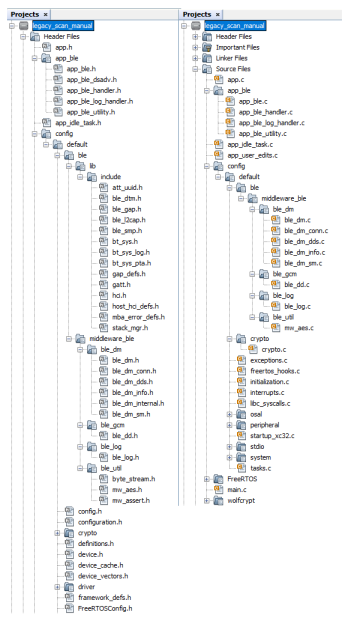 Projects ×
legacy_scan_manual
Header Files
app.h
app_ble
app_ble.h
app_ble_dsadv.h
app_ble_handler.h
app_ble_log_handler.h
app_ble_utility.h
app_idle_task.h
config
default
ble
lib
include
att_uuid.h
ble_dtm.h
ble_gap.h
ble_l2cap.h
ble_smp.h
bt_sys.h
bt_sys_log.h
bt_sys_pta.h
gap_defs.h
gatt.h
hci.h
host_hci_defs.h
mba_error_defs.h
stack_mgr.h
middleware_ble
ble_dm
ble_dm.h
ble_dm_conn.h
ble_dm_dds.h
ble_dm_info.h
ble_dm_internal.h
ble_dm_sm.h
ble_gcm
ble_dd.h
ble_log
ble_log.h
ble_util
byte_stream.h
mw_aes.h
mw_assert.h
config.h
configuration.h
crypto
definitions.h
device.h
device_cache.h
device_vectors.h
driver
framework_defs.h
FreeRTOSConfig.h
Projects ×
legacy_scan_manual
Header Files
Important Files
Linker Files
Source Files
app.c
app_ble
app_ble.c
app_ble_handler.c
app_ble_log_handler.c
app_ble_utility.c
app_idle_task.c
app_user_edits.c
config
default
ble
middleware_ble
ble_dm
ble_dm.c
ble_dm_conn.c
ble_dm_dds.c
ble_dm_info.c
ble_dm_sm.c
ble_gcm
ble_dd.c
ble_log
ble_log.c
ble_util
mw_aes.c
crypto
crypto.c
exceptions.c
freertos_hooks.c
initialization.c
interrupts.c
libc_syscalls.c
osal
peripheral
startup_xc32.c
stdio
system
tasks.c
FreeRTOS
main.c
wolfcrypt